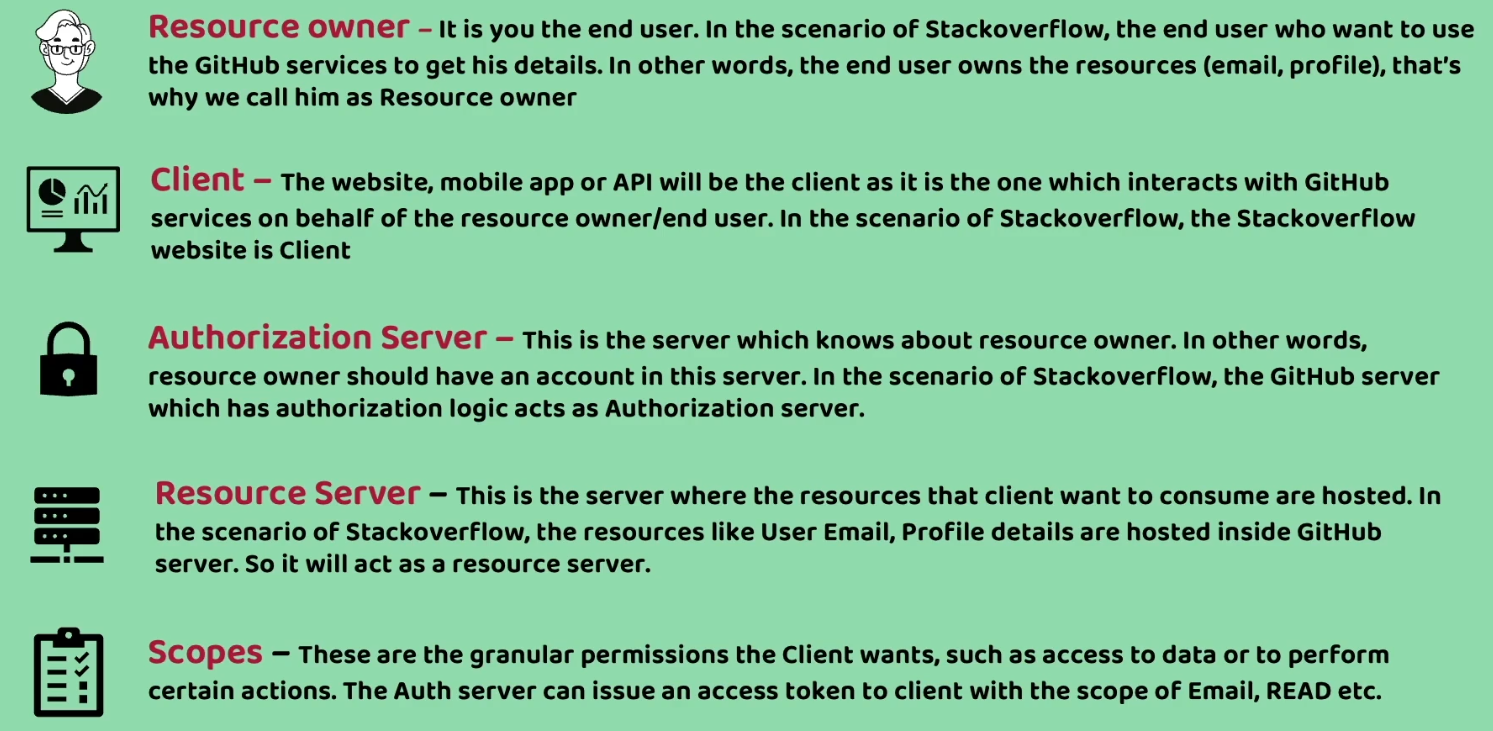 Resource owner – It is you the end user. In the scenario of Stackoverflow, the end user who want to use
the GitHub services to get his details. In other words, the end user owns the resources (email, profile), that's
why we call him as Resource owner
Client – The website, mobile app or API will be the client as it is the one which interacts with GitHub
services on behalf of the resource owner/end user. In the scenario of Stackoverflow, the Stackoverflow
website is Client
Authorization Server – This is the server which knows about resource owner. In other words,
resource owner should have an account in this server. In the scenario of Stackoverflow, the GitHub server
which has authorization logic acts as Authorization server.
Resource Server – This is the server where the resources that client want to consume are hosted. In
the scenario of Stackoverflow, the resources like User Email, Profile details are hosted inside GitHub
server. So it will act as a resource server.
Scopes – These are the granular permissions the Client wants, such as access to data or to perform
certain actions. The Auth server can issue an access token to client with the scope of Email, READ etc.